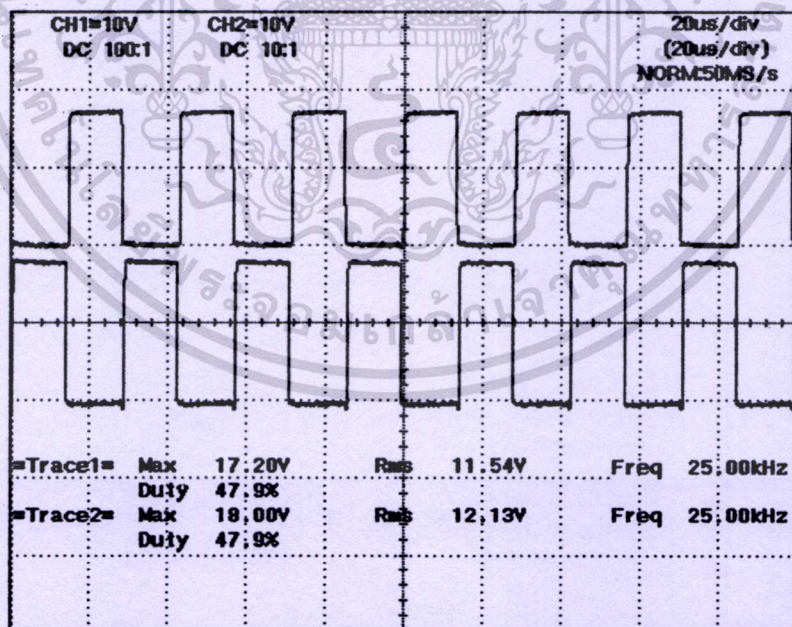 CH1=10V CH2=10V 20us/div
DC 100:1 DC 10:1 (20us/div)
NORM:50MS/s
=Trace1= Max 17.20V Rms 11.54V Freq 25.00kHz
Duty 47.9%
=Trace2= Max 18.00V Rms 12.13V Freq 25.00kHz
Duty 47.9%